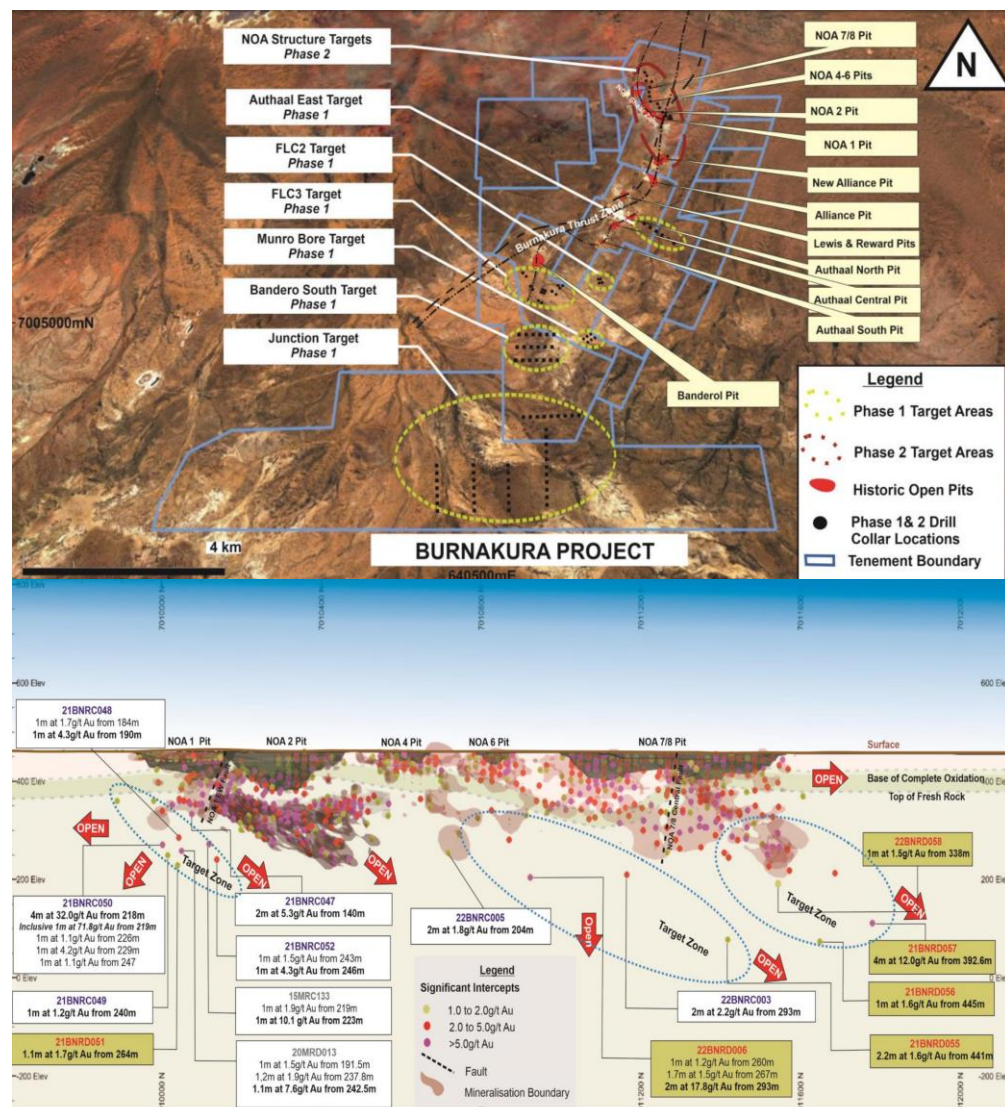 NOA Structure Targets
Phase 2
Authaal East Target
Phase 1
FLC2 Target
Phase 1
FLC3 Target
Phase 1
Munro Bore Target
Phase 1
Bandero South Target
Phase 1
Junction Target
Phase 1
NOA 7/8 Pit
NOA 4-6 Pits
NOA 2 Pit
NOA 1 Pit
New Alliance Pit
Alliance Pit
Lewis & Reward Pits
Authaal North Pit
Authaal Central Pit
Authaal South Pit
Banderol Pit
N
Burnakura Thrust Zone
7005000mN
640500mE
4 km
BURNAKURA PROJECT
Legend
Phase 1 Target Areas
Phase 2 Target Areas
Historic Open Pits
Phase 1& 2 Drill
Collar Locations
Tenement Boundary
7010000 N
7010400 N
7010800 N
7011200 N
7011600 N
600 Elev
21BNRC048
1m at 1.7g/t Au from 184m
1m at 4.3g/t Au from 190m
NOA 1 Pit
NOA 2 Pit
NOA 4 Pit
NOA 6 Pit
NOA 7/8 Pit
Surface
400 Elev
Base of Complete Oxidation
Top of Fresh Rock
OPEN
NOA 7/8 Central Fault
OPEN
OPEN
OPEN
OPEN
Target Zone
Target Zone
Target Zone
Open
OPEN
OPEN
200 Elev
21BNRC050
4m at 32.0g/t Au from 218m
Inclusive 1m at 71.8g/t Au from 219m
1m at 1.1g/t Au from 226m
1m at 4.2g/t Au from 229m
1m at 1.1g/t Au from 247
21BNRC047
2m at 5.3g/t Au from 140m
21BNRC052
1m at 1.5g/t Au from 243m
1m at 4.3g/t Au from 246m
22BNRC005
2m at 1.8g/t Au from 204m
22BNRD058
1m at 1.5g/t Au from 338m
21BNRD057
4m at 12.0g/t Au from 392.6m
21BNRD056
1m at 1.6g/t Au from 445m
21BNRD055
2.2m at 1.6g/t Au from 441m
0 Elev
21BNRC049
1m at 1.2g/t Au from 240m
21BNRD051
1.1m at 1.7g/t Au from 264m
15MRC133
1m at 1.9g/t Au from 219m
1m at 10.1 g/t Au from 223m
20MRD013
1m at 1.5g/t Au from 191.5m
1,2m at 1.9g/t Au from 237.8m
1.1m at 7.6g/t Au from 242.5m
Legend
Significant Intercepts
1.0 to 2.0g/t Au
2.0 to 5.0g/t Au
>5.0g/t Au
Fault
Mineralisation Boundary
22BNRC003
2m at 2.2g/t Au from 293m
22BNRD006
1m at 1.2g/t Au from 260m
1.7m at 1.5g/t Au from 267m
2m at 17.8g/t Au from 293m
-200 Elev
7010000 N
7011200 N
7011600 N